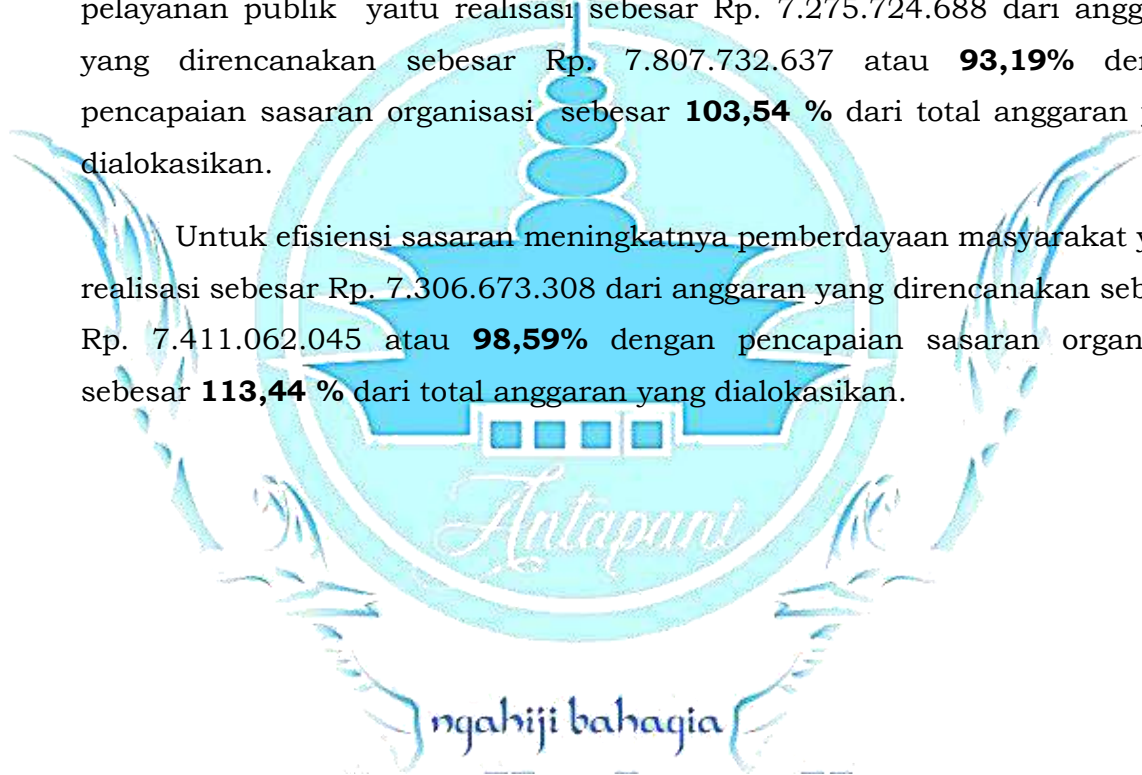 pelayanan publik yaitu realisasi sebesar Rp. 7.275.724.688 dari angg
yang direncanakan sebesar Rp. 7.807.732.637 atau 93,19% den
pencapaian sasaran organisasi sebesar 103,54 % dari total anggaran
dialokasikan.
Untuk efisiensi sasaran meningkatnya pemberdayaan masyarakat y
realisasi sebesar Rp. 7.306.673.308 dari anggaran yang direncanakan seb
Rp. 7.411.062.045 atau 98,59% dengan pencapaian sasaran organ
sebesar 113,44 % dari total anggaran yang dialokasikan.
Antapani
ngahiji bahagia